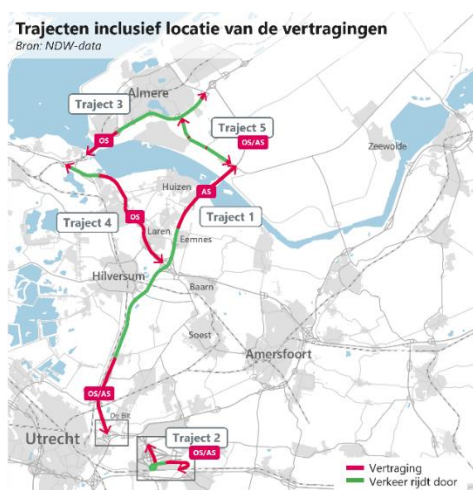 Trajecten inclusief locatie van de vertragingen
Bron: NDW-data
Almere
Traject 3
OS
Traject 5
OS/AS
Zeewolde
Huizen
AS
OS
Traject 1
Traject 4
Laren
Eemnes
Hilversum
Baarn
Soest
Amersfoort
OS/AS
De Bilt
Utrecht
Traject 2
OS/AS
Vertraging
Verkeer rijdt door